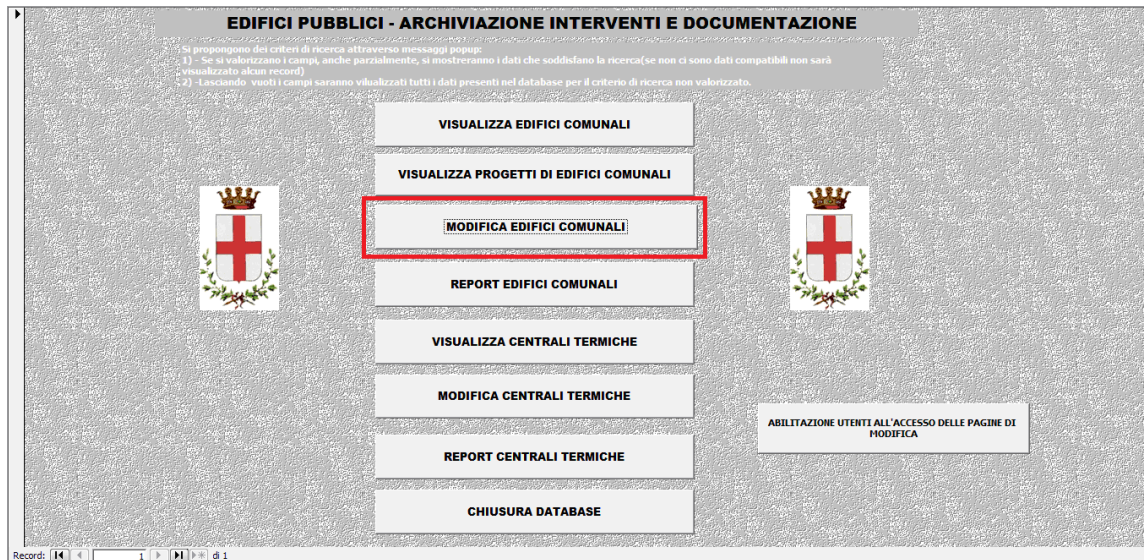 EDIFICI PUBBLICI - ARCHIVIAZIONE INTERVENTI E DOCUMENTAZIONE
Si propongono dei criteri di ricerca attraverso messaggi popup:
1) - Se si valorizzano i campi, anche parzialmente, si mostreranno i dati che soddisfano la ricerca(se non ci sono dati compatibili non sarà
visualizzato alcun record)
2) -Lasciando vuoti i campi saranno viiualizzati tutti i dati presenti nel database per il criterio di ricerca non valorizzato.
VISUALIZZA EDIFICI COMUNALI
VISUALIZZA PROGETTI DI EDIFICI COMUNALI
MODIFICA EDIFICI COMUNALI
REPORT EDIFICI COMUNALI
VISUALIZZA CENTRALI TERMICHE
MODIFICA CENTRALI TERMICHE
ABILITAZIONE UTENTI ALL'ACCESSO DELLE PAGINE DI
MODIFICA
REPORT CENTRALI TERMICHE
CHIUSURA DATABASE
Record: 1 di 1